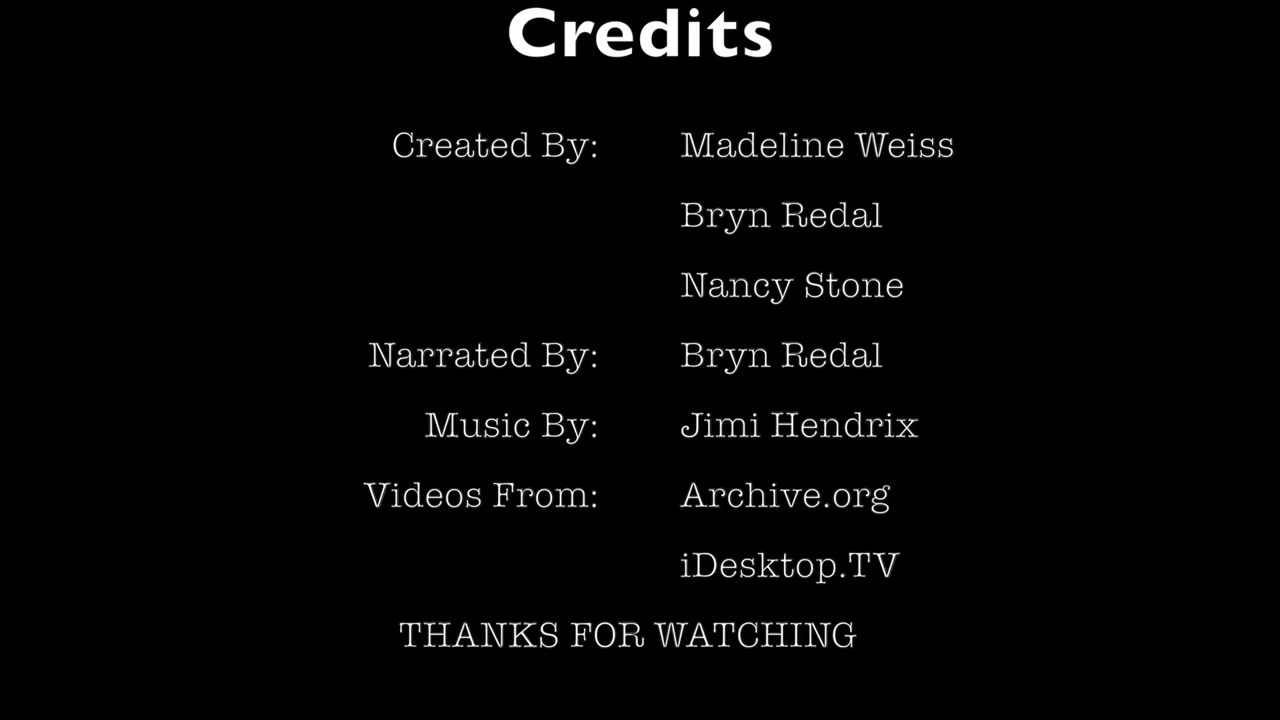 Credits
Created By: Madeline Weiss
Bryn Redal
Nancy Stone
Narrated By: Bryn Redal
Music By: Jimi Hendrix
Videos From: Archive.org
iDesktop.TV
THANKS FOR WATCHING